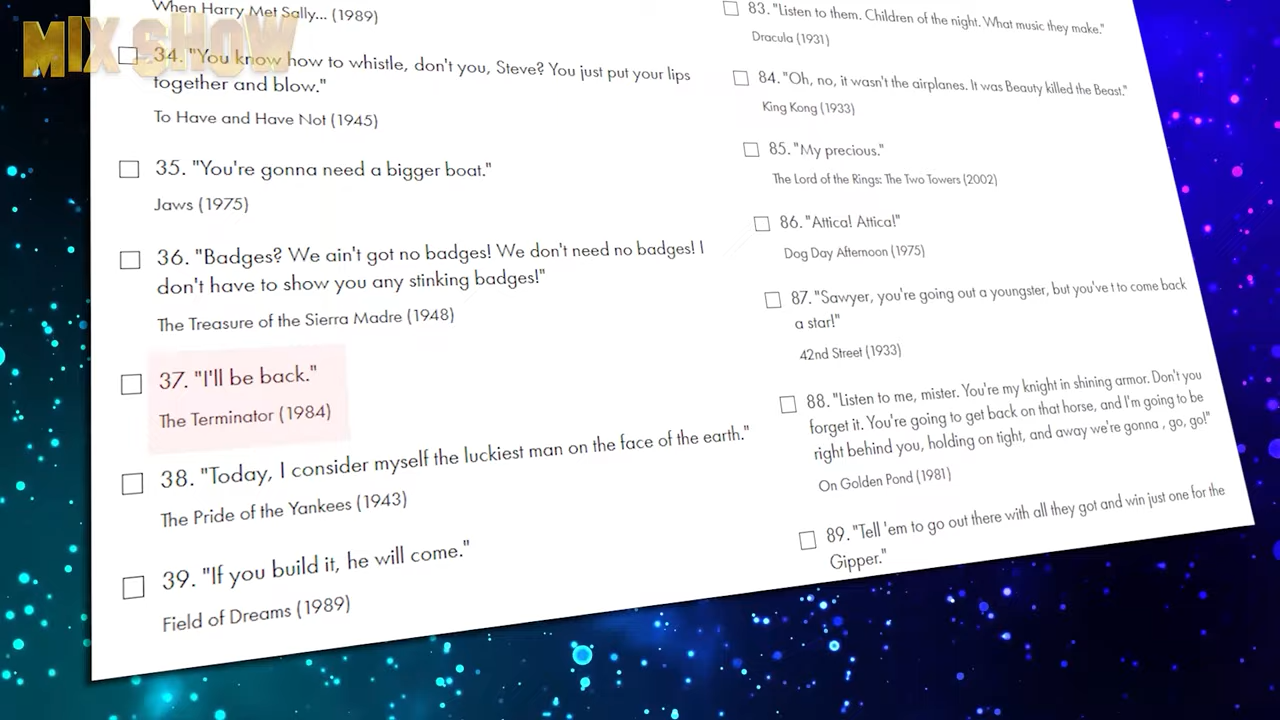 MIX SHOW
When Harry Met Sally... (1989)
34. "You know how to whistle, don't you, Steve? You just put your lips
together and blow."
To Have and Have Not (1945)
35. "You're gonna need a bigger boat."
Jaws (1975)
36. "Badges? We ain't got no badges! We don't need no badges! I
don't have to show you any stinking badges!"
The Treasure of the Sierra Madre (1948)
37. "I'll be back."
The Terminator (1984)
38. "Today, I consider myself the luckiest man on the face of the earth."
The Pride of the Yankees (1943)
39. "If you build it, he will come."
Field of Dreams (1989)
83. "Listen to them. Children of the night. What music they make."
Dracula (1931)
84. "Oh, no, it wasn't the airplanes. It was Beauty killed the Beast."
King Kong (1933)
85. "My precious."
The Lord of the Rings: The Two Towers (2002)
86. "Attica! Attica!"
Dog Day Afternoon (1975)
87. "Sawyer, you're going out a youngster, but you've t to come back
a star!"
42nd Street (1933)
88. "Listen to me, mister. You're my knight in shining armor. Don't you
forget it. You're going to get back on that horse, and I'm going to be
right behind you, holding on tight, and away we're gonna , go, go!"
On Golden Pond (1981)
89. "Tell 'em to go out there with all they got and win just one for the
Gipper."